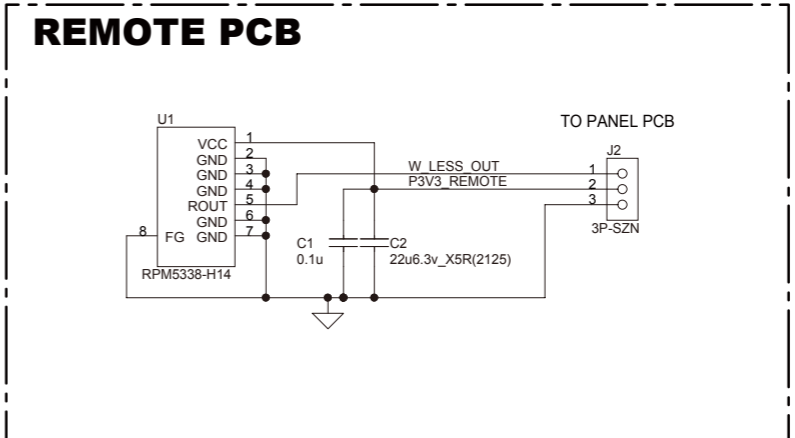 REMOTE PCB
U1
TO PANEL PCB
VCC 1
GND 2
GND 3
GND 4
ROUT 5
GND 6
8 FG GND 7
RPM5338-H14
W_LESS_OUT
P3V3_REMOTE
J2
1
2
3
3P-SZN
C1
0.1u
C2
22u6.3v_X5R(2125)